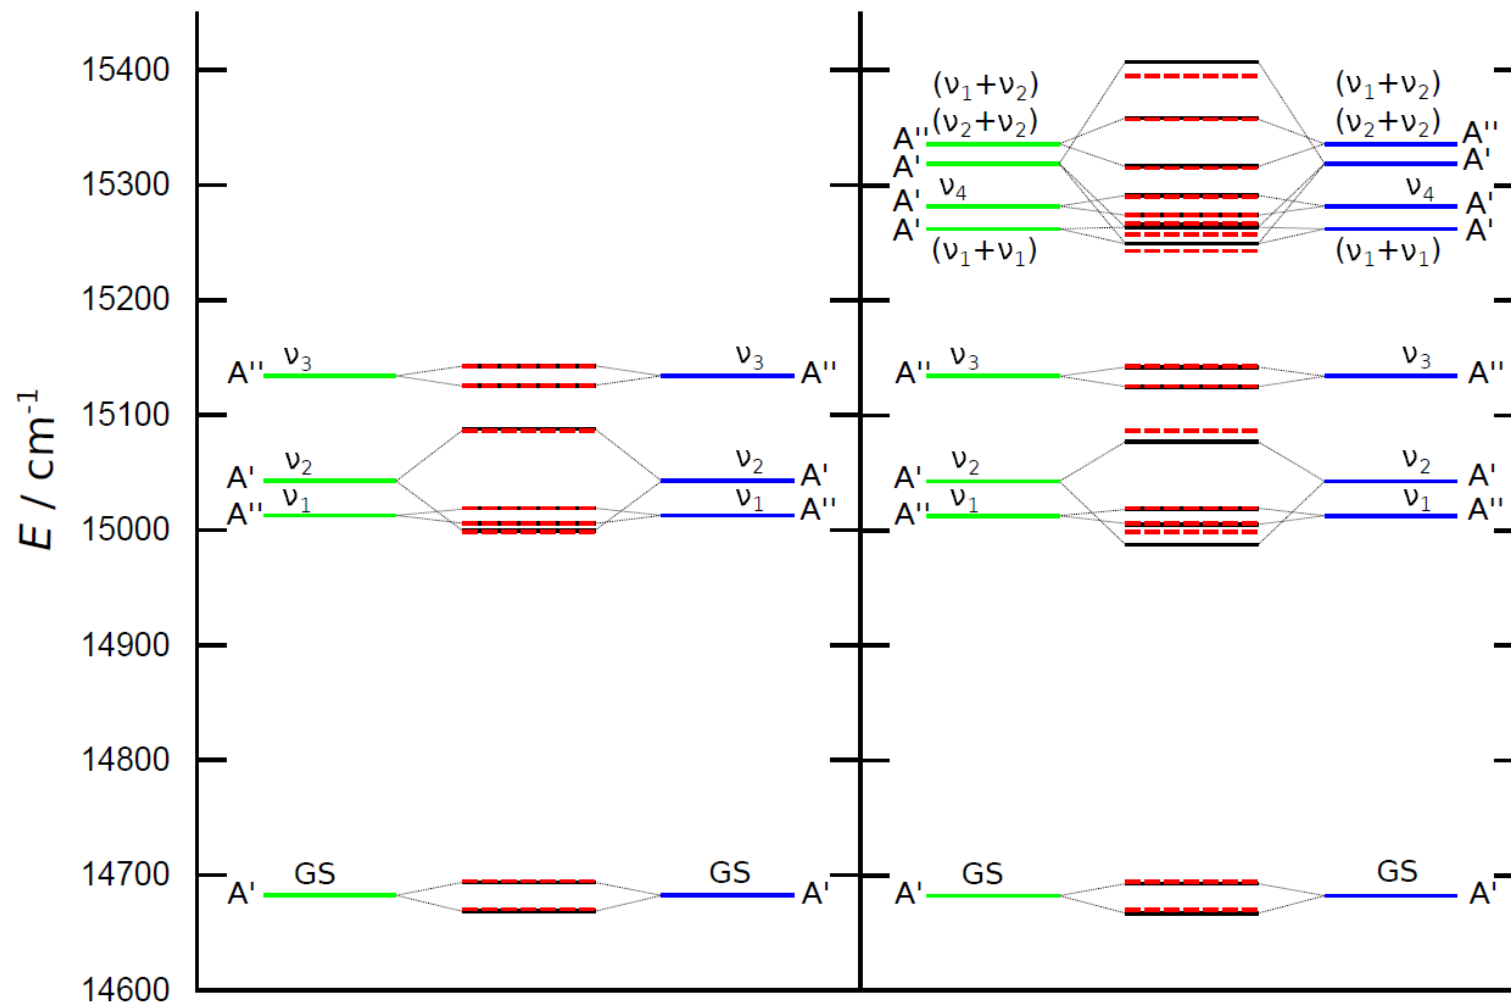 E / cm⁻¹
15400
15300
15200
15100
15000
14900
14800
14700
14600
A'' ν₃ ν₃ A''
A' ν₂ ν₂ A'
A'' ν₁ ν₁ A''
A' GS GS A'
(ν₁+ν₂) (ν₁+ν₂)
A'' (ν₂+ν₂) (ν₂+ν₂) A''
A' A'
A' ν₄ ν₄ A'
A' (ν₁+ν₁) (ν₁+ν₁) A'
A'' ν₃ ν₃ A''
A' ν₂ ν₂ A'
A'' ν₁ ν₁ A''
A' GS GS A'